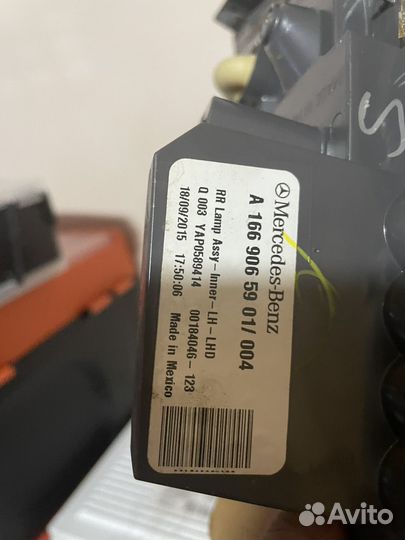 Mercedes-Benz
A 166 906 59 01/ 004
RR Lamp Assy-Inner-LH-LHD
Q 003 YAP0589414 00184046-123
18/09/2015 17:50:06 Made in Mexico
Avito